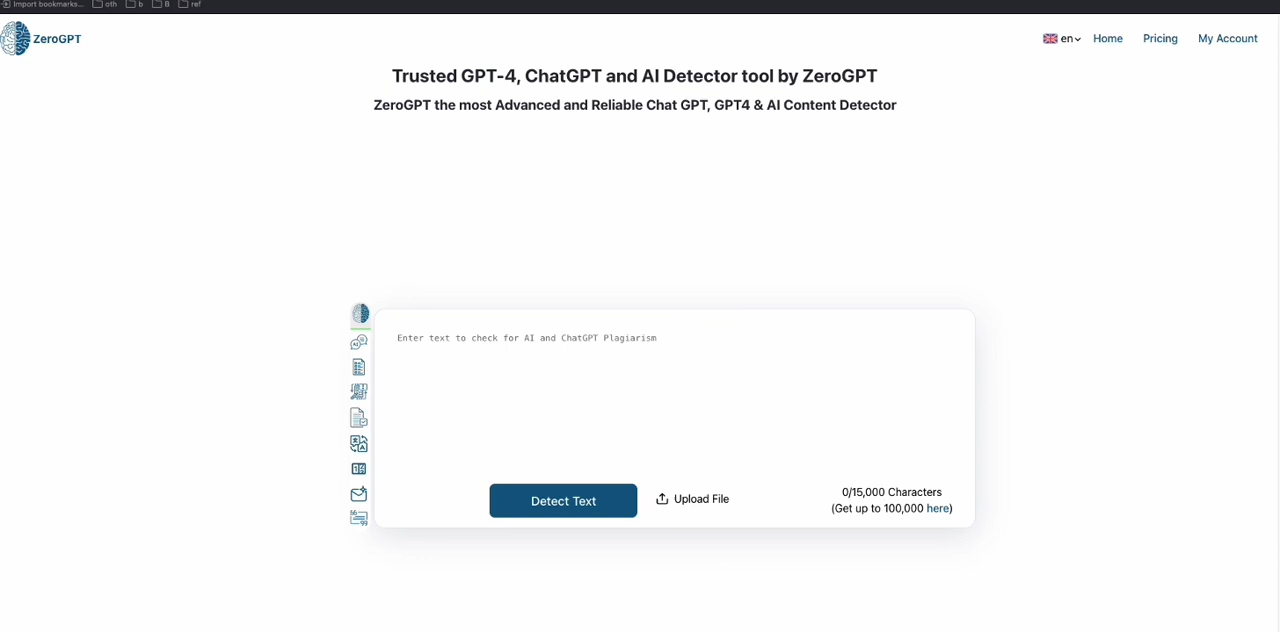 Import bookmarks... oth b B ref
ZeroGPT
en Home Pricing My Account
Trusted GPT-4, ChatGPT and AI Detector tool by ZeroGPT
ZeroGPT the most Advanced and Reliable Chat GPT, GPT4 & AI Content Detector
Enter text to check for AI and ChatGPT Plagiarism
Detect Text
Upload File
0/15,000 Characters
(Get up to 100,000 here)